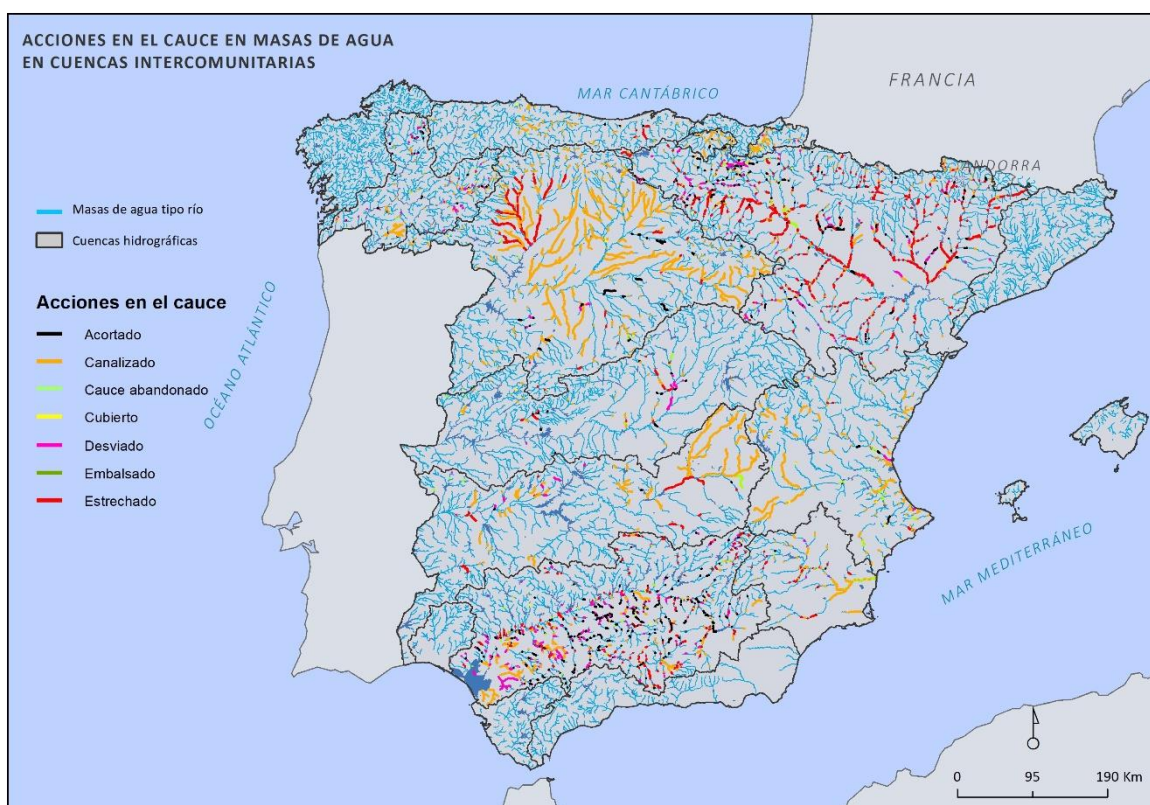 ACCIONES EN EL CAUCE EN MASAS DE AGUA
EN CUENCAS INTERCOMUNITARIAS
MAR CANTÁBRICO
FRANCIA
ANDORRA
Masas de agua tipo río
Cuencas hidrográficas
OCÉANO ATLÁNTICO
Acciones en el cauce
Acortado
Canalizado
Cauce abandonado
Cubierto
Desviado
Embalsado
Estrechado
MAR MEDITERRÁNEO
0 95 190 Km